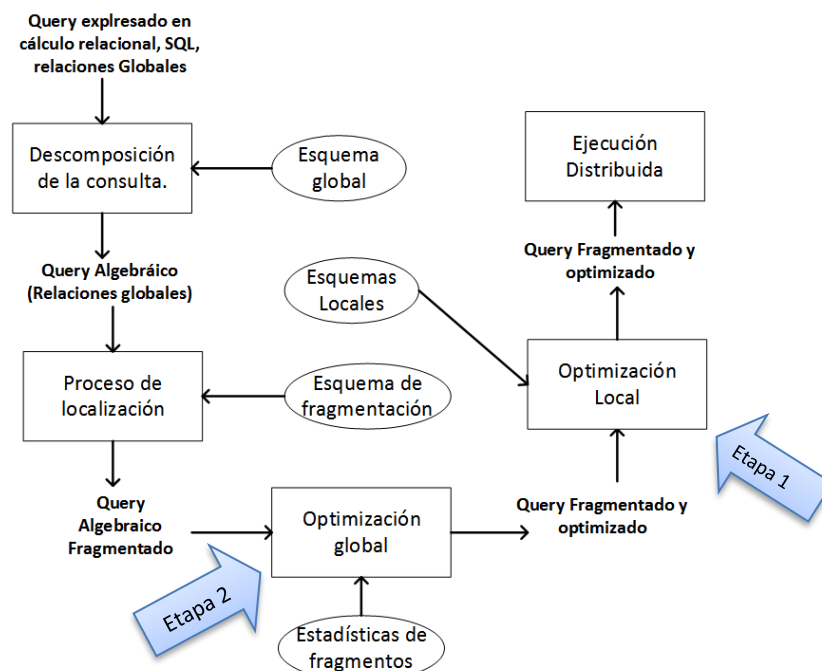 Query explresado en
cálculo relacional, SQL,
relaciones Globales
Descomposición
de la consulta.
Esquema
global
Query Algebráico
(Relaciones globales)
Proceso de
localización
Esquema de
fragmentación
Query
Algebraico
Fragmentado
Optimización
global
Etapa 2
Estadísticas de
fragmentos
Query Fragmentado y
optimizado
Optimización
Local
Etapa 1
Esquemas
Locales
Query Fragmentado y
optimizado
Ejecución
Distribuida